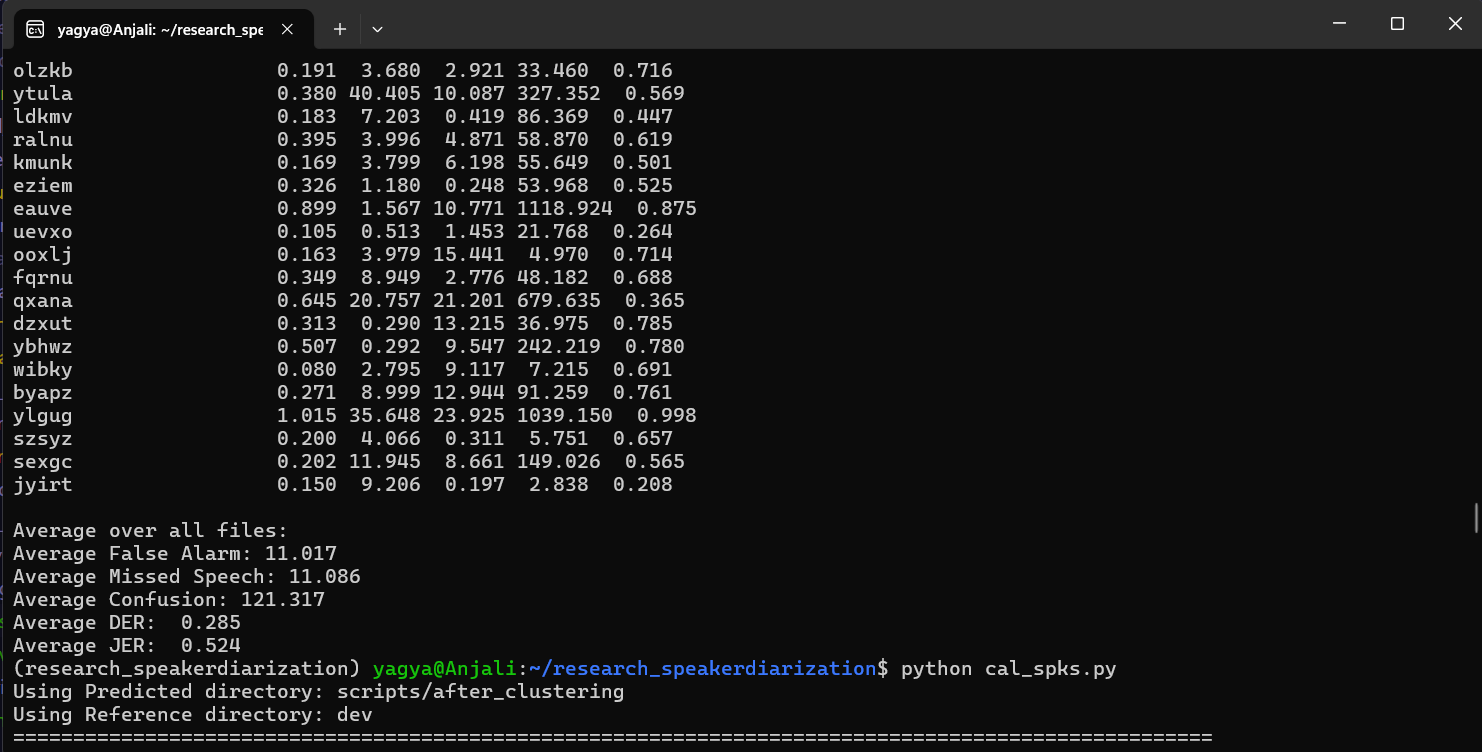 yagya@Anjali: ~/research_spe
olzkb 0.191 3.680 2.921 33.460 0.716
ytula 0.380 40.405 10.087 327.352 0.569
ldkmv 0.183 7.203 0.419 86.369 0.447
ralnu 0.395 3.996 4.871 58.870 0.619
kmunk 0.169 3.799 6.198 55.649 0.501
eziem 0.326 1.180 0.248 53.968 0.525
eauve 0.899 1.567 10.771 1118.924 0.875
uevxo 0.105 0.513 1.453 21.768 0.264
ooxlj 0.163 3.979 15.441 4.970 0.714
fqrnu 0.349 8.949 2.776 48.182 0.688
qxana 0.645 20.757 21.201 679.635 0.365
dzxut 0.313 0.290 13.215 36.975 0.785
ybhwz 0.507 0.292 9.547 242.219 0.780
wibky 0.080 2.795 9.117 7.215 0.691
byapz 0.271 8.999 12.944 91.259 0.761
ylgug 1.015 35.648 23.925 1039.150 0.998
szsyz 0.200 4.066 0.311 5.751 0.657
sexgc 0.202 11.945 8.661 149.026 0.565
jyirt 0.150 9.206 0.197 2.838 0.208
Average over all files:
Average False Alarm: 11.017
Average Missed Speech: 11.086
Average Confusion: 121.317
Average DER: 0.285
Average JER: 0.524
(research_speakerdiarization) yagya@Anjali:~/research_speakerdiarization$ python cal_spks.py
Using Predicted directory: scripts/after_clustering
Using Reference directory: dev
====================================================================================================